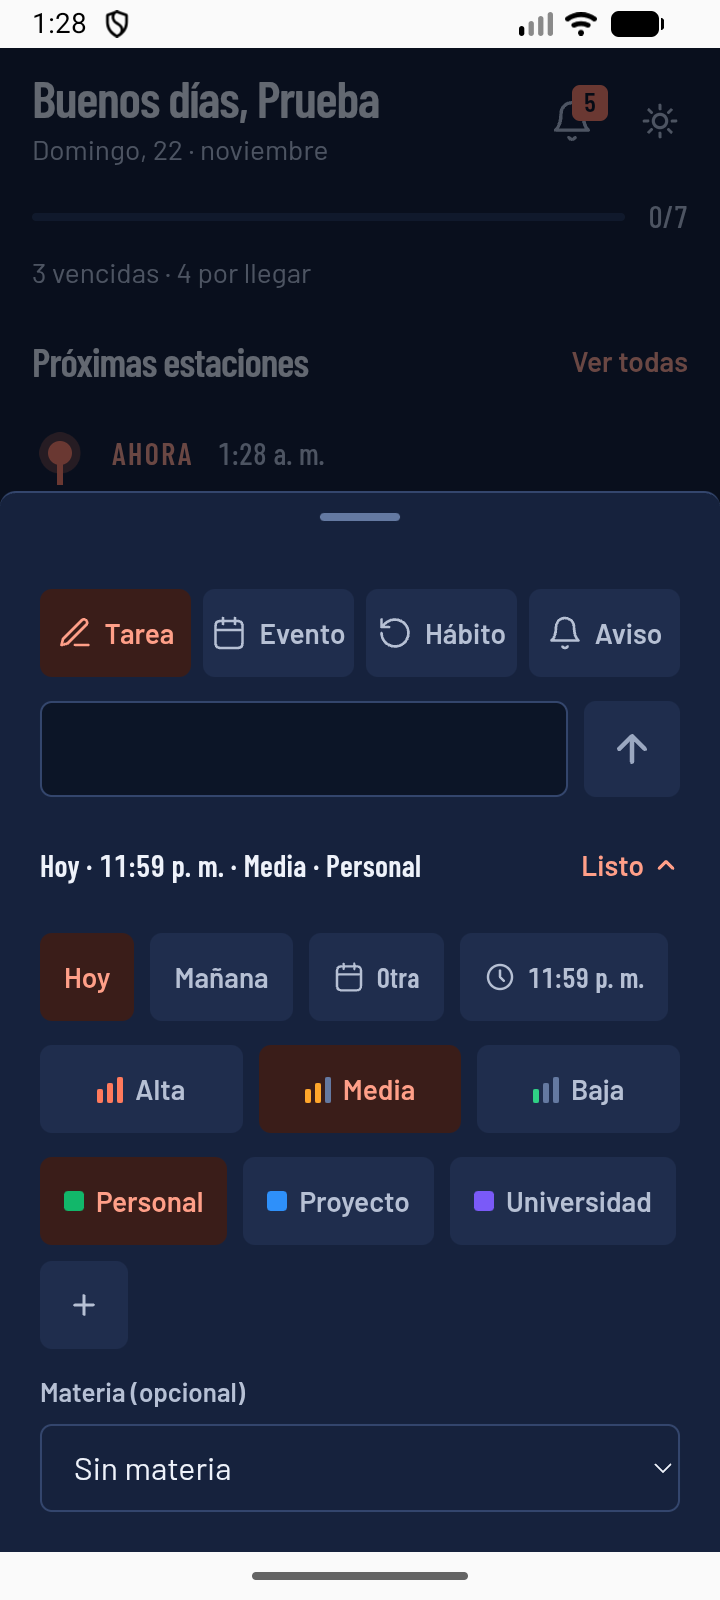 1:28
Buenos días, Prueba
5
Domingo, 22 · noviembre
0/7
3 vencidas · 4 por llegar
Próximas estaciones
Ver todas
AHORA 1:28 a. m.
Tarea Evento Hábito Aviso
Hoy · 11:59 p. m. · Media · Personal
Listo
Hoy Mañana Otra 11:59 p. m.
Alta Media Baja
Personal Proyecto Universidad
+
Materia (opcional)
Sin materia